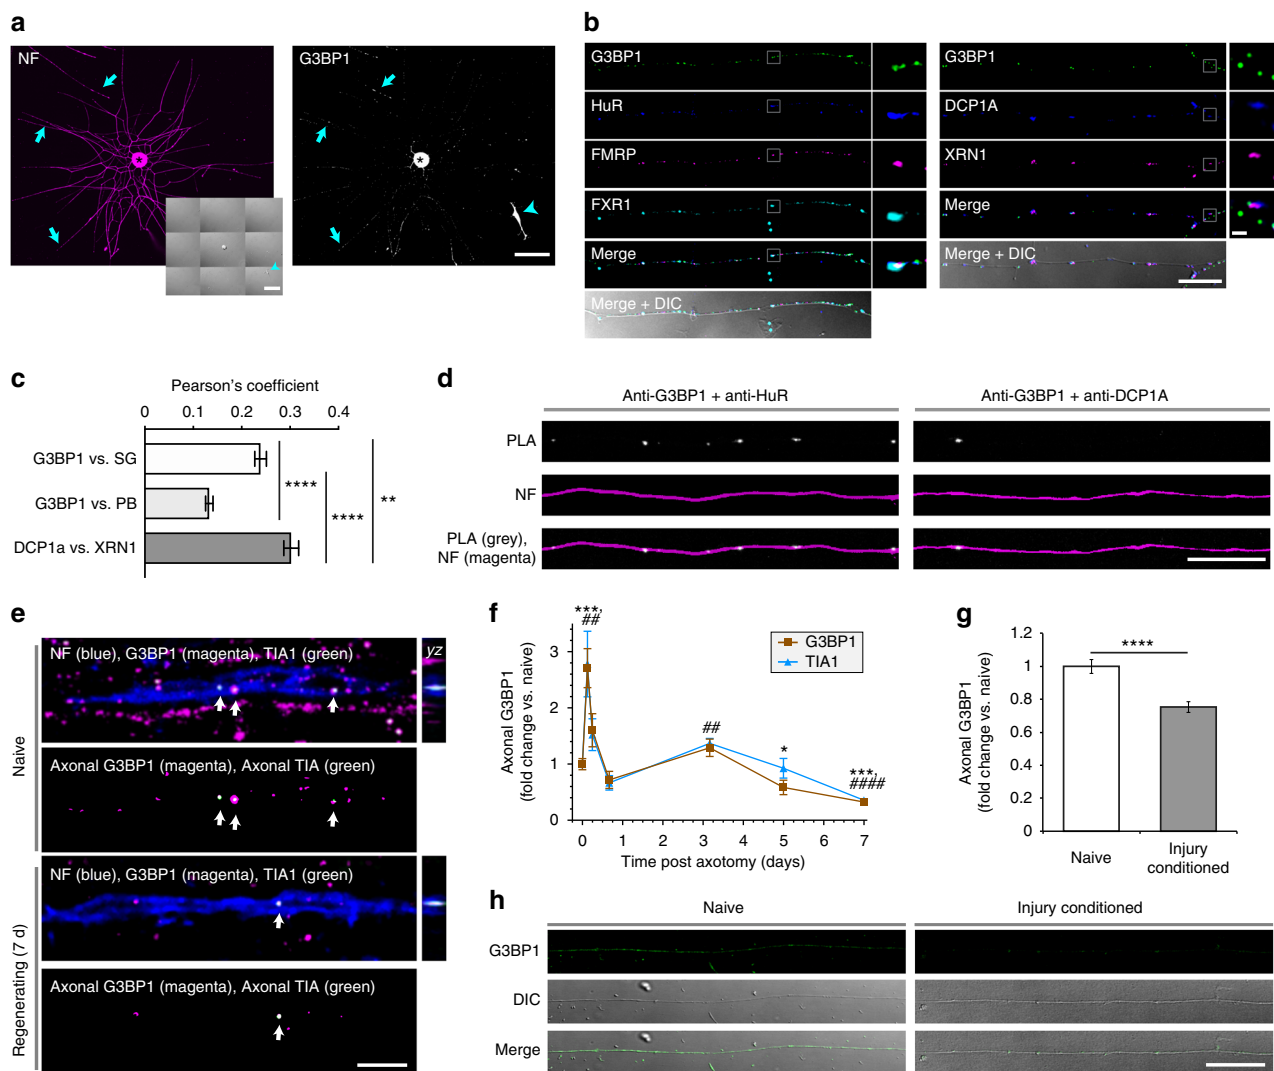 a
NF
G3BP1
*
*
b
G3BP1
HuR
FMRP
FXR1
Merge
Merge + DIC
G3BP1
DCP1A
XRN1
Merge
Merge + DIC
c
Pearson's coefficient
0 0.1 0.2 0.3 0.4
G3BP1 vs. SG
G3BP1 vs. PB
DCP1a vs. XRN1
****
****
**
d
Anti-G3BP1 + anti-HuR
Anti-G3BP1 + anti-DCP1A
PLA
NF
PLA (grey),
NF (magenta)
e
Naive
NF (blue), G3BP1 (magenta), TIA1 (green)
yz
Axonal G3BP1 (magenta), Axonal TIA (green)
Regenerating (7 d)
NF (blue), G3BP1 (magenta), TIA1 (green)
Axonal G3BP1 (magenta), Axonal TIA (green)
f
Axonal G3BP1
(fold change vs. naive)
3
2
1
0
***,
##
##
*
***,
####
G3BP1
TIA1
0 1 2 3 4 5 6 7
Time post axotomy (days)
g
Axonal G3BP1
(fold change vs. naive)
1.2
1
0.8
0.6
0.4
0.2
0
****
Naive
Injury
conditioned
h
Naive
Injury conditioned
G3BP1
DIC
Merge